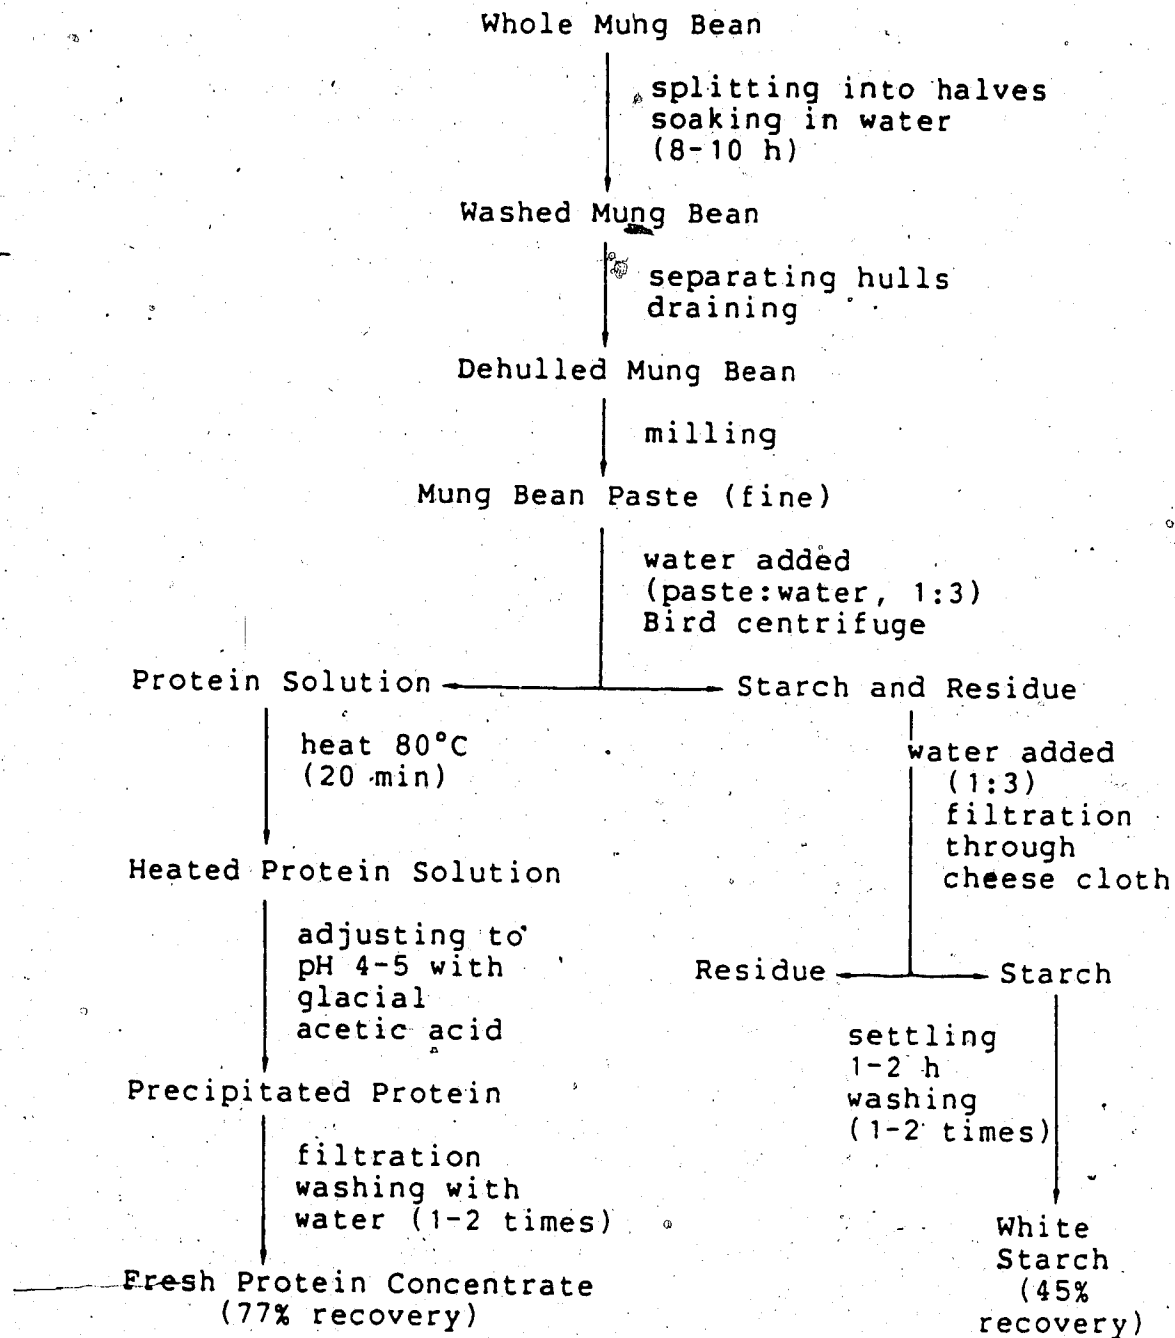 Whole Muhg Bean
splitting into halves
soaking in water
(8-10 h)
Washed Mung Bean
separating hulls
draining
Dehulled Mung Bean
milling
Mung Bean Paste (fine)
water added
(paste:water, 1:3)
Bird centrifuge
Protein Solution
Starch and Residue
heat 80°C
(20 min)
water added
(1:3)
filtration
through
cheese cloth
Heated Protein Solution
adjusting to
pH 4-5 with
glacial
acetic acid
Residue
Starch
settling
1-2 h
washing
(1-2 times)
Precipitated Protein
filtration
washing with
water (1-2 times)
White
Starch
(45%
recovery)
Fresh Protein Concentrate
(77% recovery)